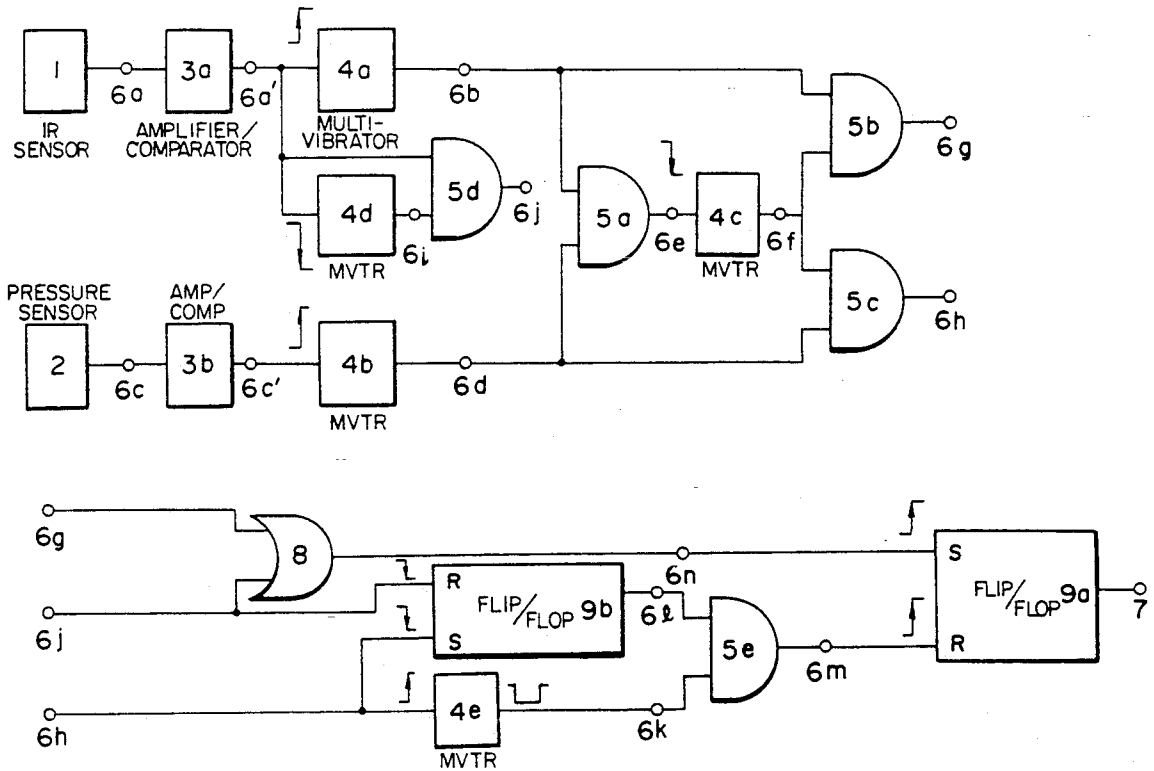 1
6a
3a
6a'
4a
6b
5b
6g
IR
SENSOR
AMPLIFIER/
COMPARATOR
MULTI-
VIBRATOR
5d
6j
4d
6i
MVTR
5a
6e
4c
6f
MVTR
5c
6h
PRESSURE
SENSOR
AMP/
COMP
2
6c
3b
6c'
4b
6d
MVTR
6g
8
6n
S
FLIP/FLOP 9a
7
R
6j
R
FLIP/FLOP 9b
S
6l
5e
6m
6h
4e
6k
MVTR